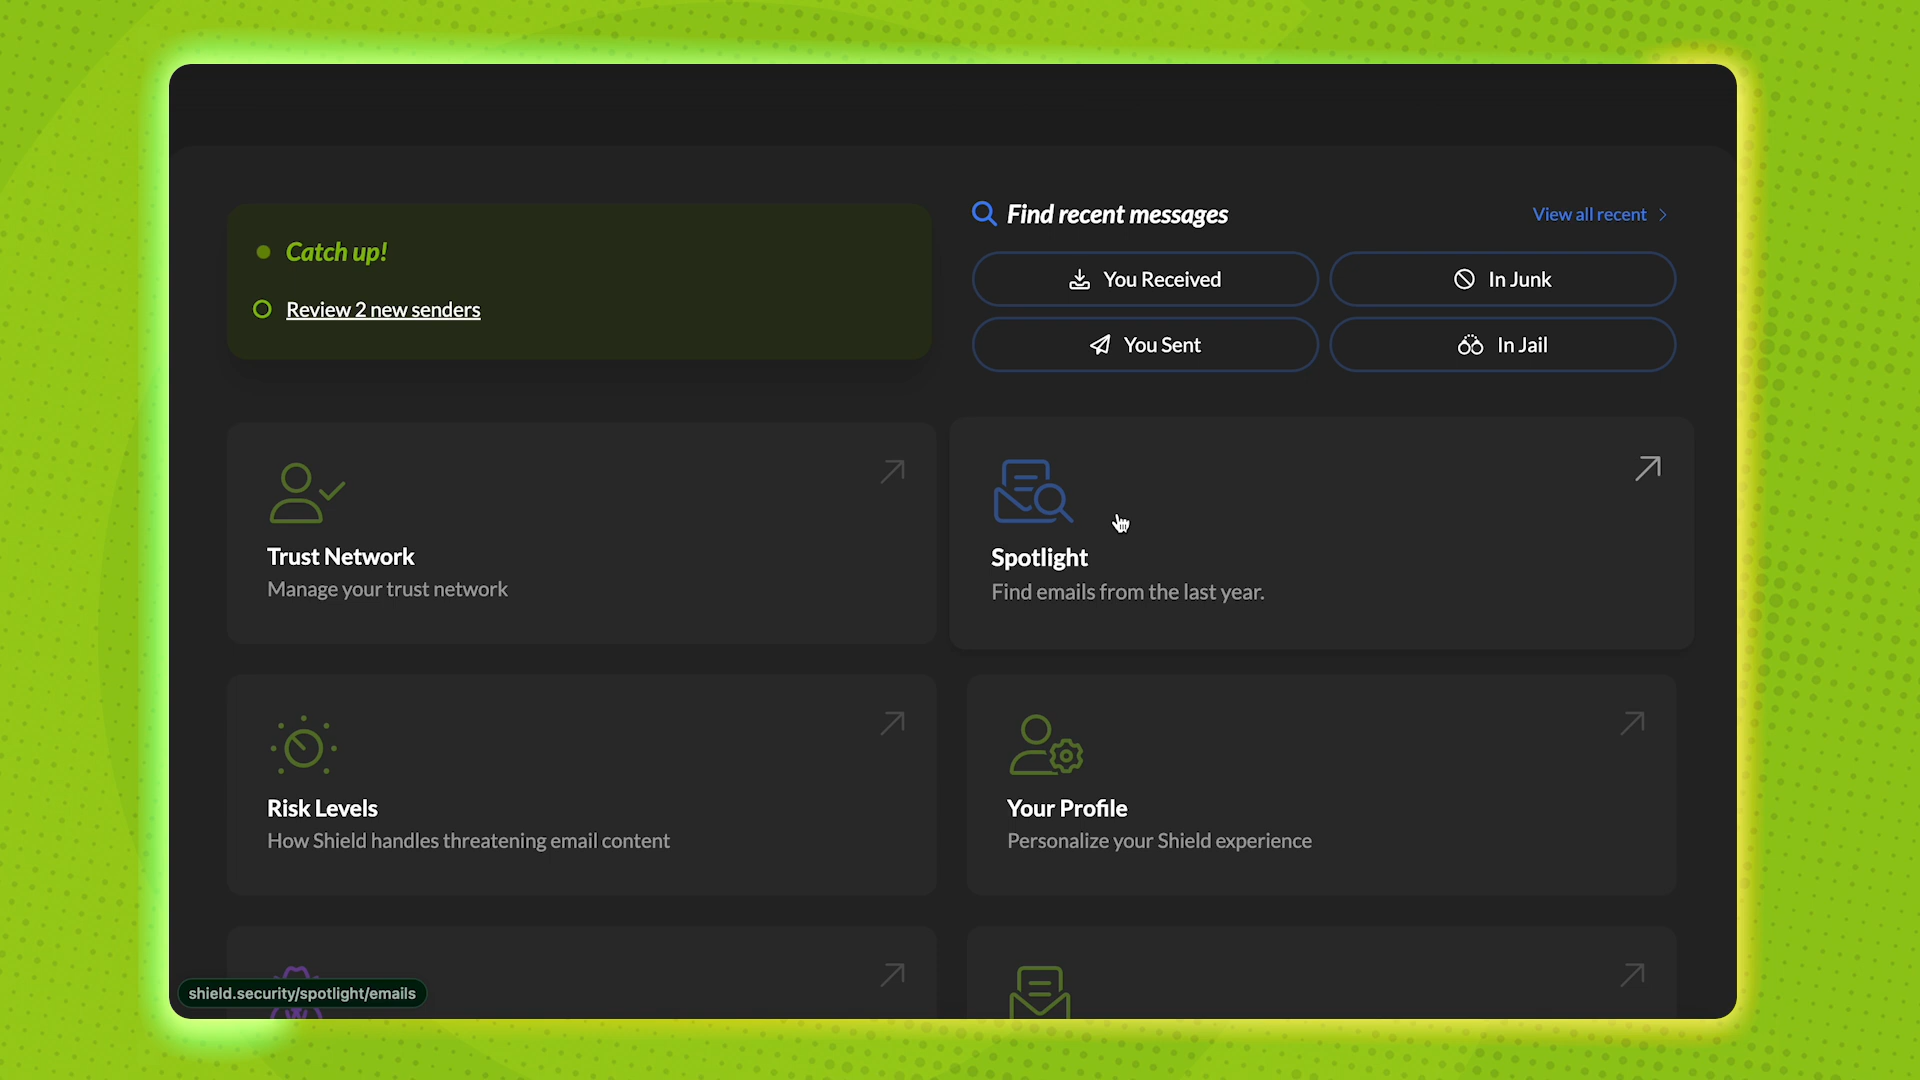 Catch up!
Review 2 new senders
Find recent messages
View all recent
You Received
In Junk
You Sent
In Jail
Trust Network
Manage your trust network
Spotlight
Find emails from the last year.
Risk Levels
How Shield handles threatening email content
Your Profile
Personalize your Shield experience
shield.security/spotlight/emails